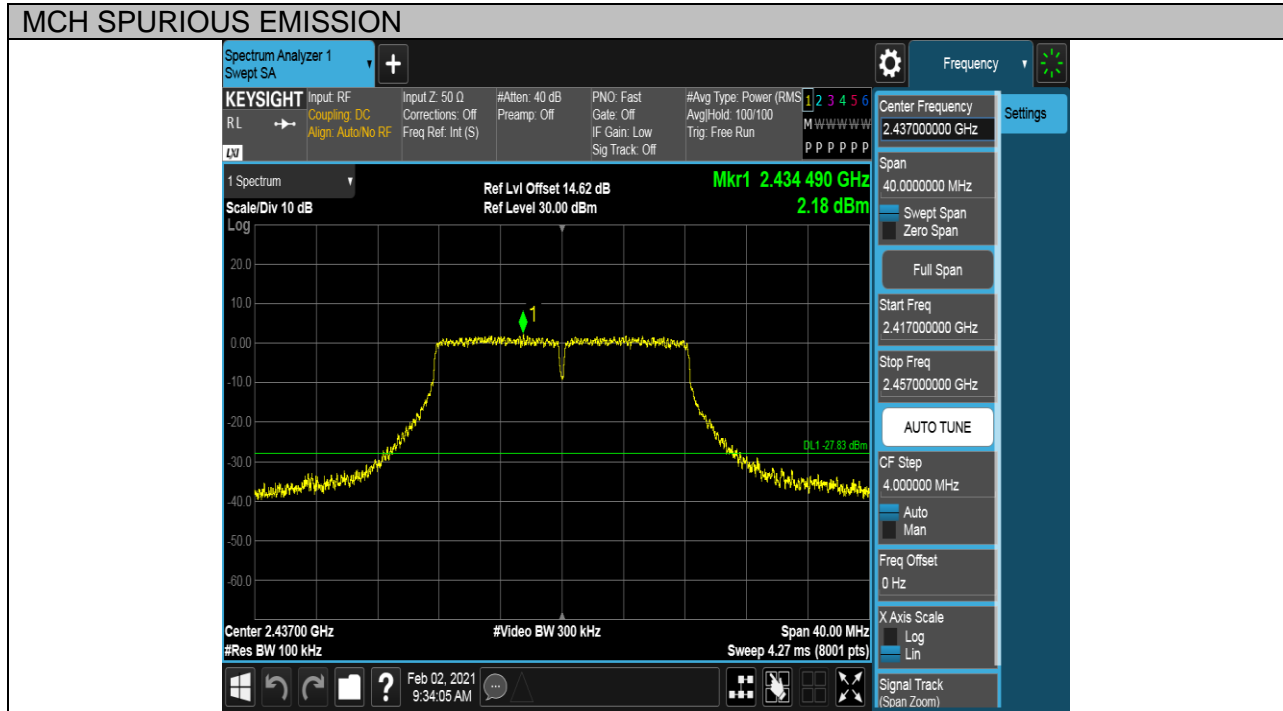 MCH SPURIOUS EMISSION
Spectrum Analyzer 1
Swept SA
Frequency
KEYSIGHT
RL
LXI
Input: RF
Coupling: DC
Align: Auto/No RF
Input Z: 50 Ω
Corrections: Off
Freq Ref: Int (S)
#Atten: 40 dB
Preamp: Off
PNO: Fast
Gate: Off
IF Gain: Low
Sig Track: Off
#Avg Type: Power (RMS
Avg|Hold: 100/100
Trig: Free Run
1 2 3 4 5 6
M W W W W W
P P P P P P
Center Frequency
2.437000000 GHz
Settings
Span
40.0000000 MHz
Swept Span
Zero Span
Full Span
Start Freq
2.417000000 GHz
Stop Freq
2.457000000 GHz
AUTO TUNE
CF Step
4.000000 MHz
Auto
Man
Freq Offset
0 Hz
X Axis Scale
Log
Lin
Signal Track
(Span Zoom)
1 Spectrum
Scale/Div 10 dB
Log
Ref Lvl Offset 14.62 dB
Ref Level 30.00 dBm
Mkr1 2.434 490 GHz
2.18 dBm
20.0
10.0
1
0.00
-10.0
-20.0
DL1 -27.83 dBm
-30.0
-40.0
-50.0
-60.0
Center 2.43700 GHz
#Video BW 300 kHz
Span 40.00 MHz
#Res BW 100 kHz
Sweep 4.27 ms (8001 pts)
?
Feb 02, 2021
9:34:05 AM